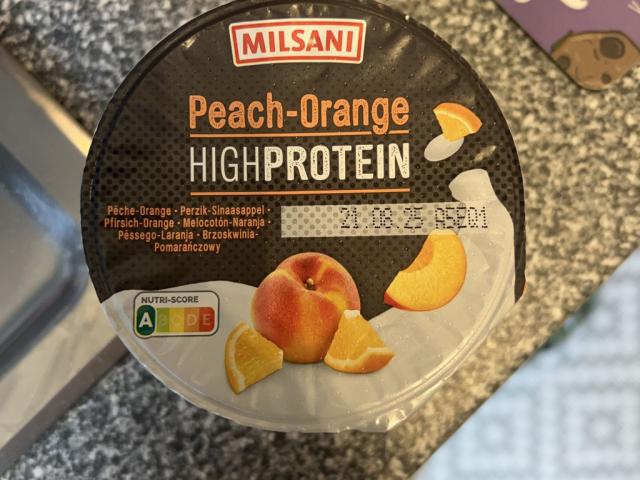 MILSANI
Peach-Orange
HIGHPROTEIN
Pêche-Orange • Perzik-Sinaasappel •
Pfirsich-Orange • Melocotón-Naranja •
Pêssego-Laranja • Brzoskwinia-
Pomarańczowy
21.08.25
NUTRI-SCORE
A B C D E